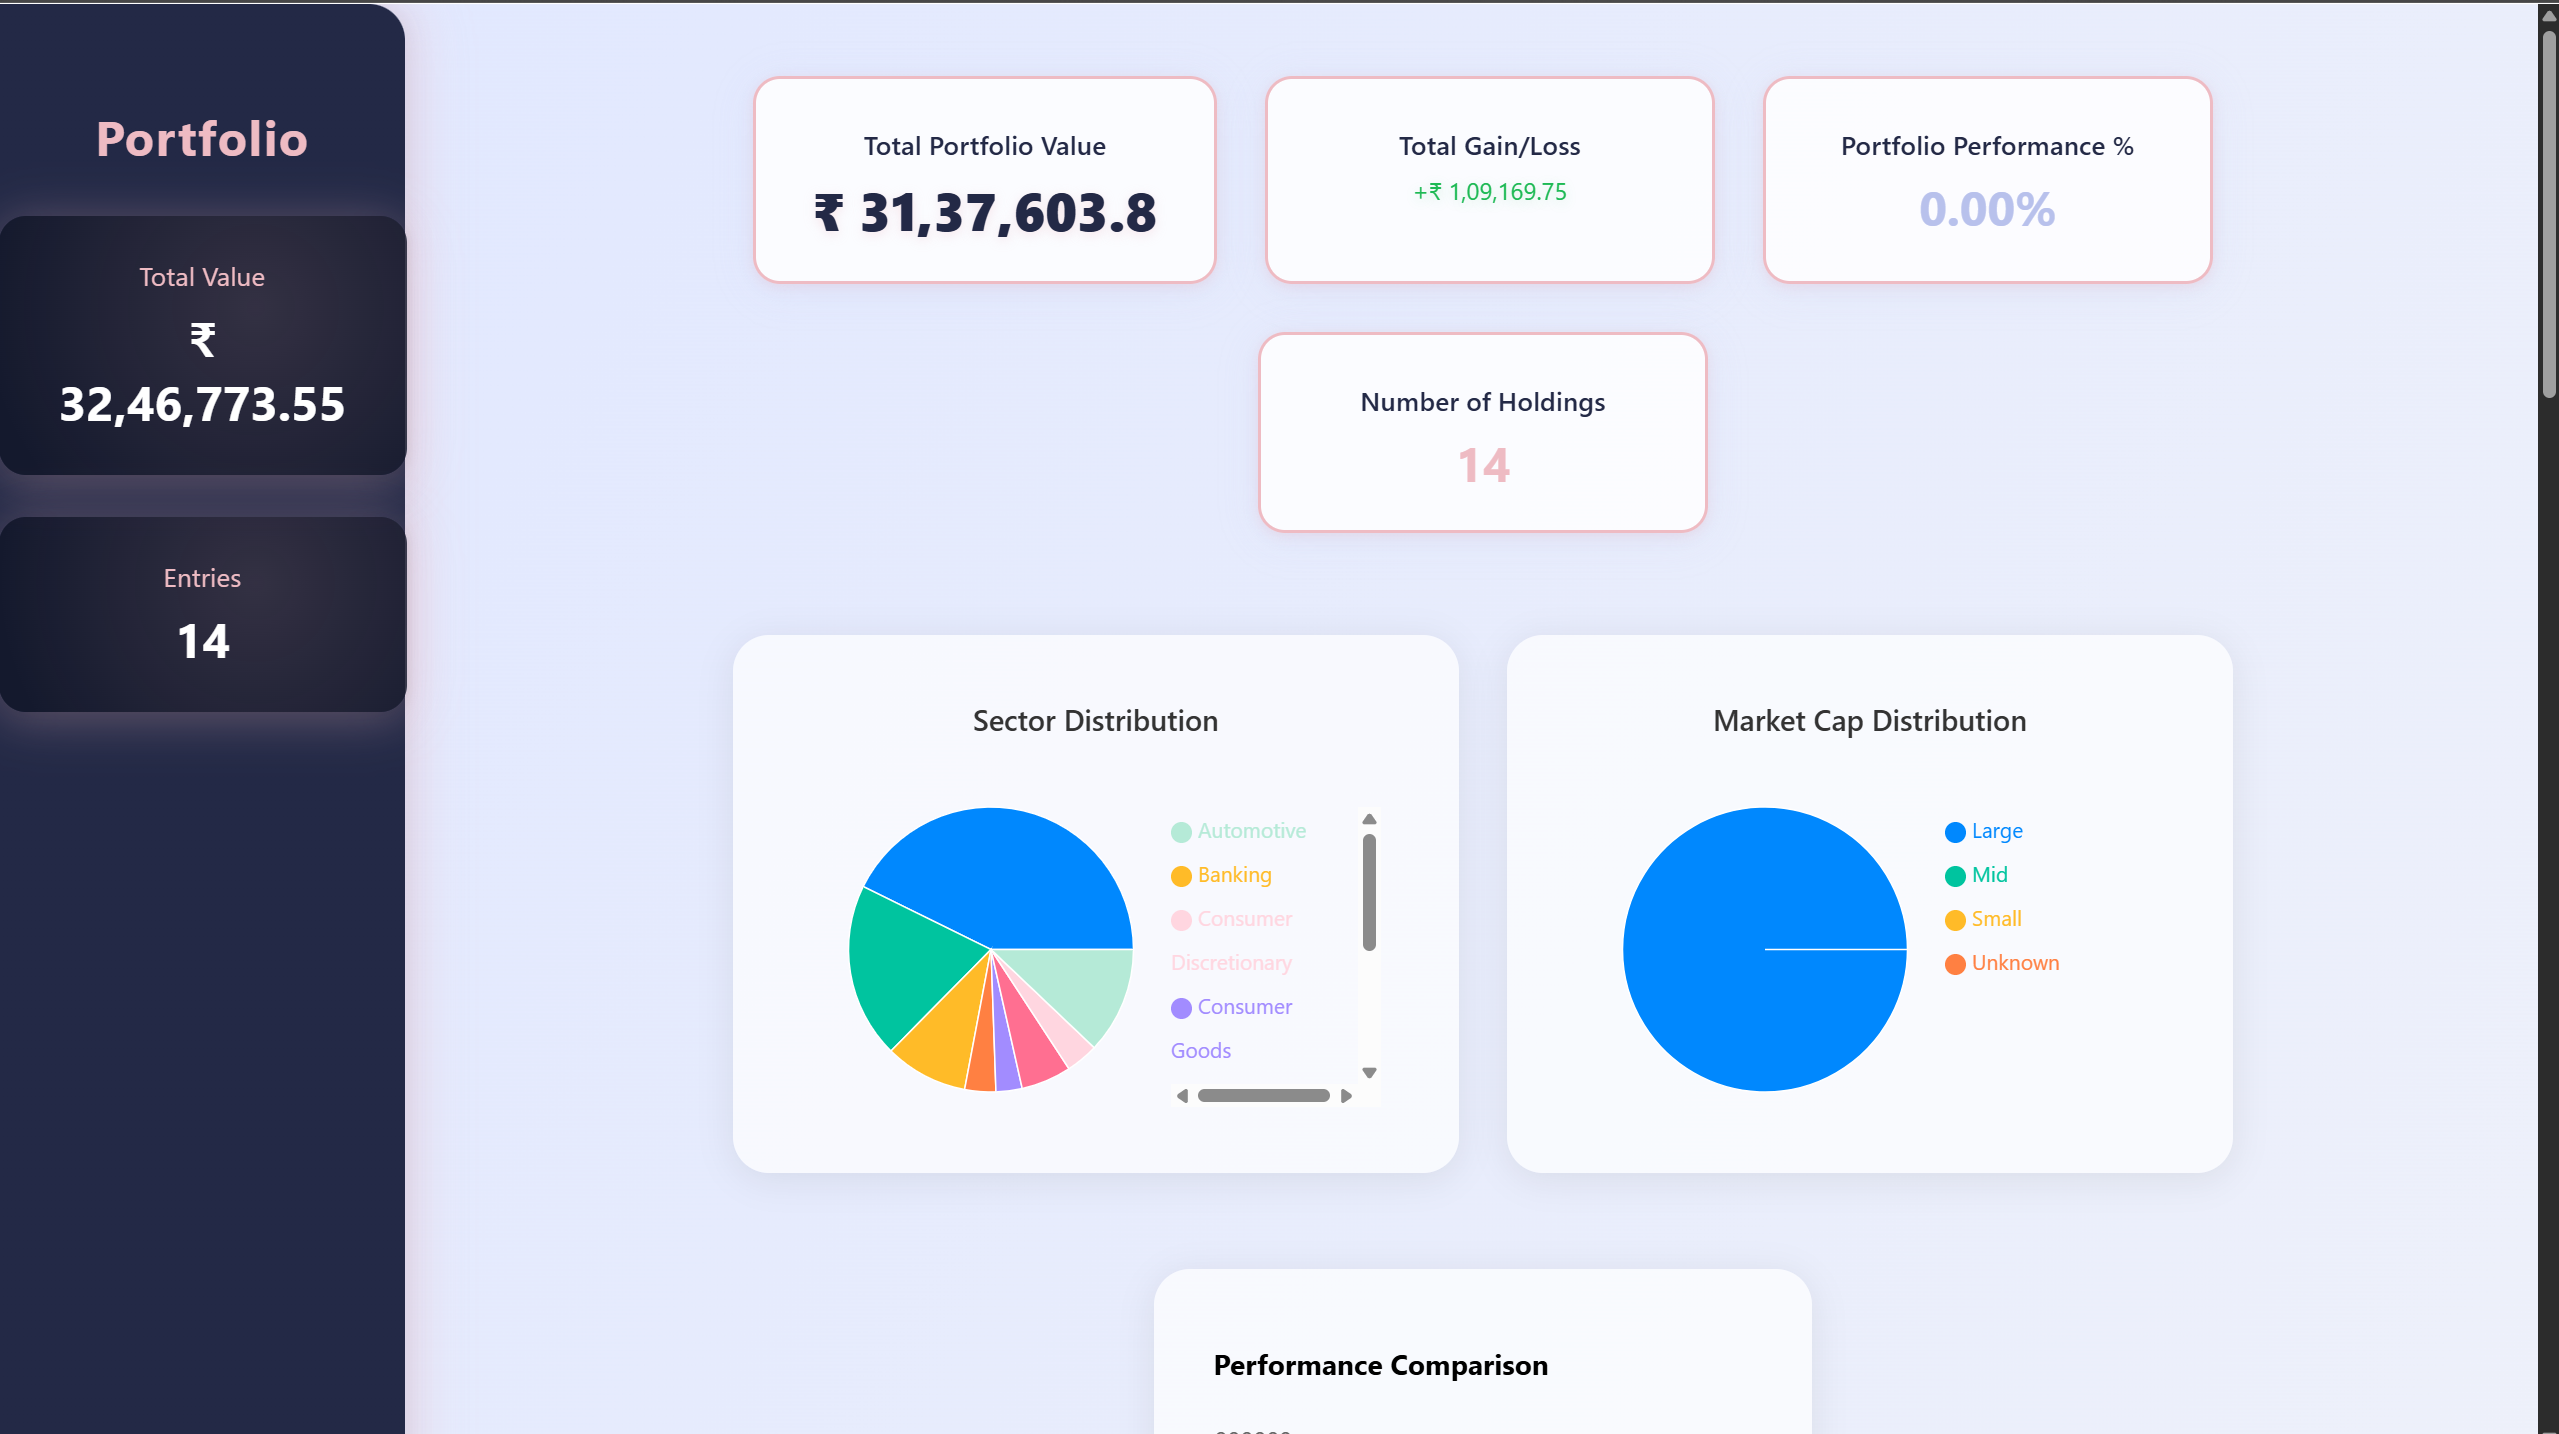 Portfolio
Total Value
₹
32,46,773.55
Entries
14
Total Portfolio Value
₹ 31,37,603.8
Total Gain/Loss
+₹ 1,09,169.75
Portfolio Performance %
0.00%
Number of Holdings
14
Sector Distribution
Automotive
Banking
Consumer
Discretionary
Consumer
Goods
Market Cap Distribution
Large
Mid
Small
Unknown
Performance Comparison